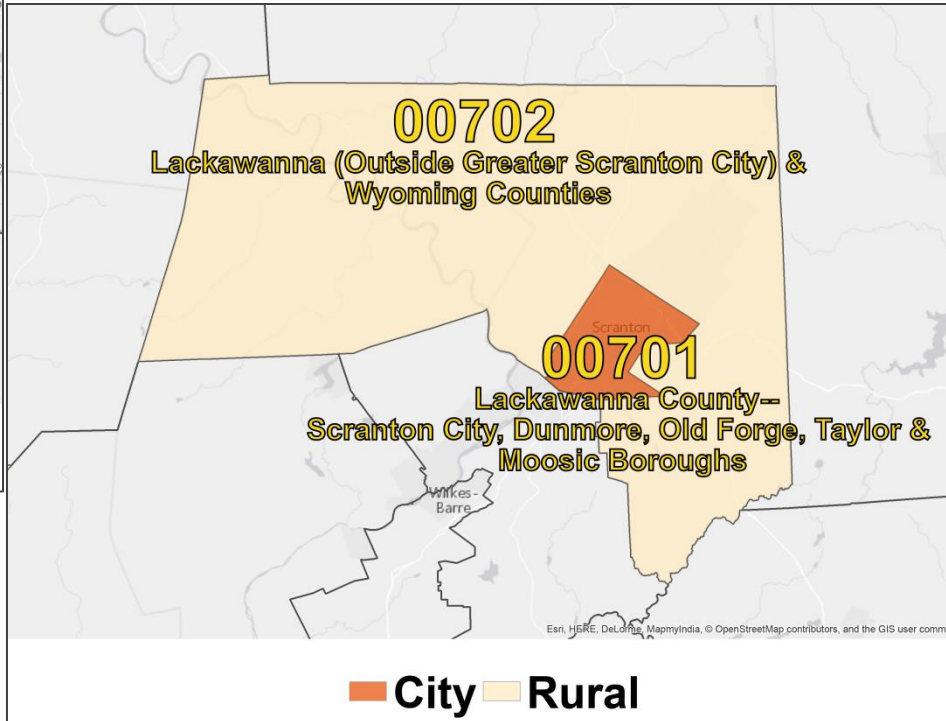 00702
Lackawanna (Outside Greater Scranton City) &
Wyoming Counties
Scranton
00701
Lackawanna County--
Scranton City, Dunmore, Old Forge, Taylor &
Moosic Boroughs
Wilkes-
Barre
Esri, HERE, DeLorme, MapmyIndia, © OpenStreetMap contributors, and the GIS user comm
City Rural